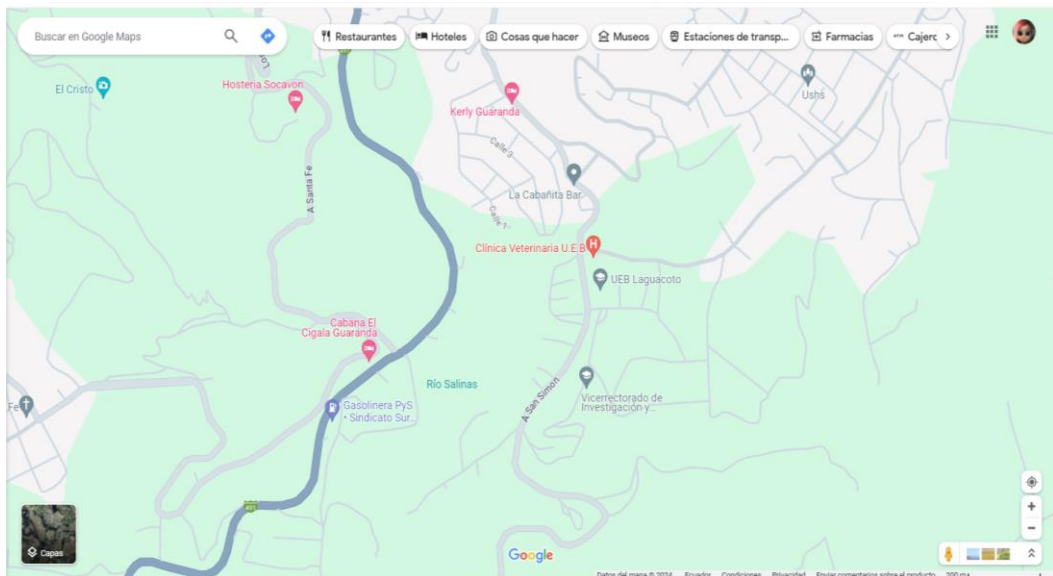 Buscar en Google Maps
Restaurantes
Hoteles
Cosas que hacer
Museos
Estaciones de transp...
Farmacias
Cajerc
El Cristo
Hosteria Socavon
Kerly Guaranda
Ushs
Calle 3
La Cabañita Bar
A Santa Fe
Calle 1
Clínica Veterinaria U.E.B
UEB Laguacoto
Cabana El
Cigala Guaranda
Río Salinas
A San Simon
Vicerrectorado de
Investigación y...
Fe
Gasolinera PyS
• Sindicato Sur...
491
Capas
Google
Datos del mapa © 2024 Ecuador Condiciones Privacidad Enviar comentarios sobre el producto 200 m